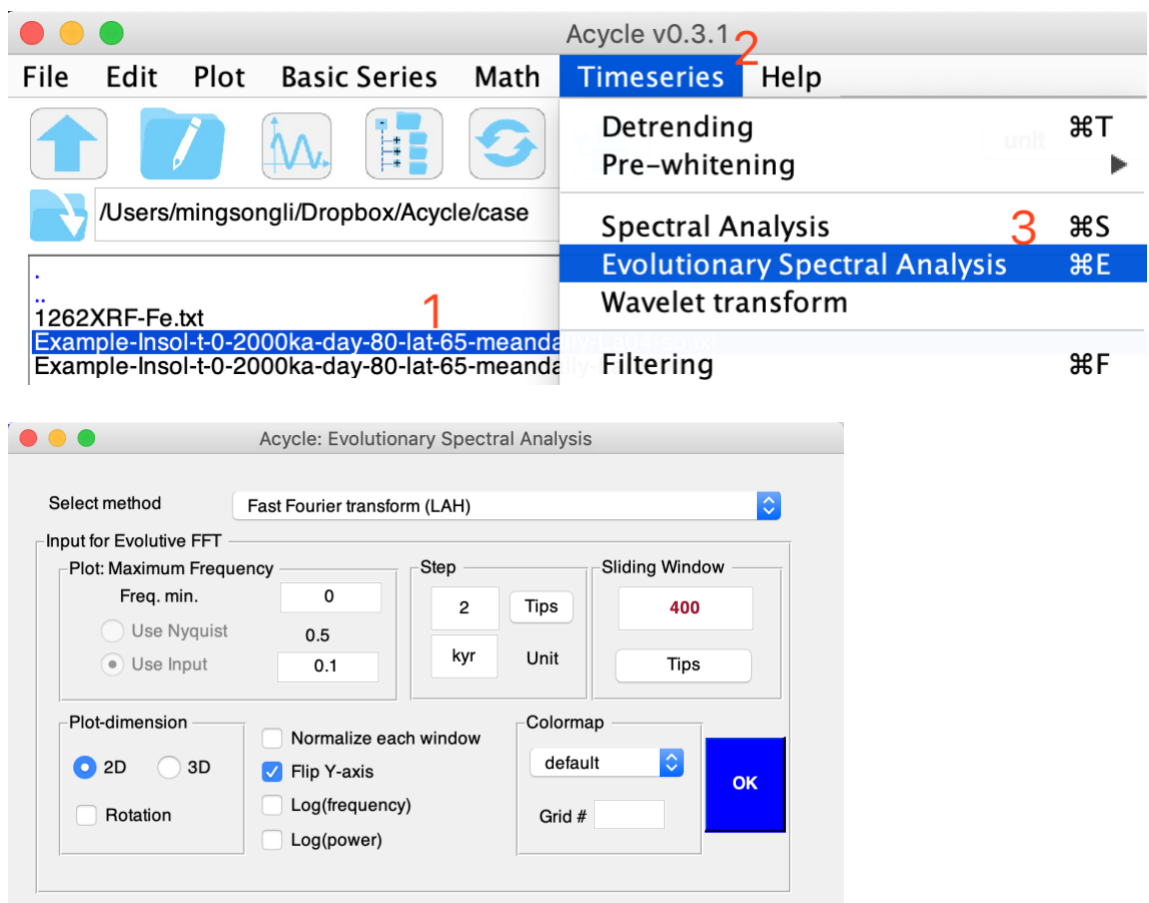 Acycle v0.3.1 2
File Edit Plot Basic Series Math Timeseries Help
Detrending ⌘T
unit
Pre-whitening ▶
/Users/mingsongli/Dropbox/Acycle/case
Spectral Analysis 3 ⌘S
Evolutionary Spectral Analysis ⌘E
.
..
1
Wavelet transform
1262XRF-Fe.txt
Example-Insol-t-0-2000ka-day-80-lat-65-meandaily-La04-sp.txt
Example-Insol-t-0-2000ka-day-80-lat-65-meanda
Filtering ⌘F
Acycle: Evolutionary Spectral Analysis
Select method Fast Fourier transform (LAH)
Input for Evolutive FFT
Plot: Maximum Frequency Step Sliding Window
Freq. min. 0 2 Tips 400
Use Nyquist 0.5
Use Input 0.1 kyr Unit Tips
Plot-dimension Colormap
Normalize each window
2D 3D Flip Y-axis default OK
Rotation Log(frequency) Grid #
Log(power)